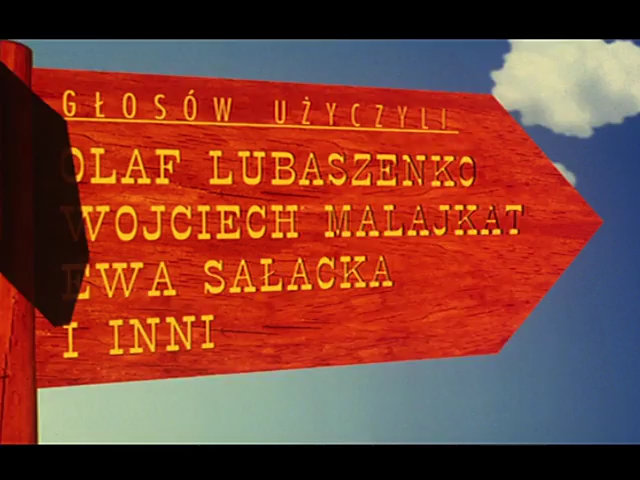 GŁOSÓW UŻYCZYLI
OLAF LUBASZENKO
WOJCIECH MALAJKAT
EWA SAŁACKA
I INNI